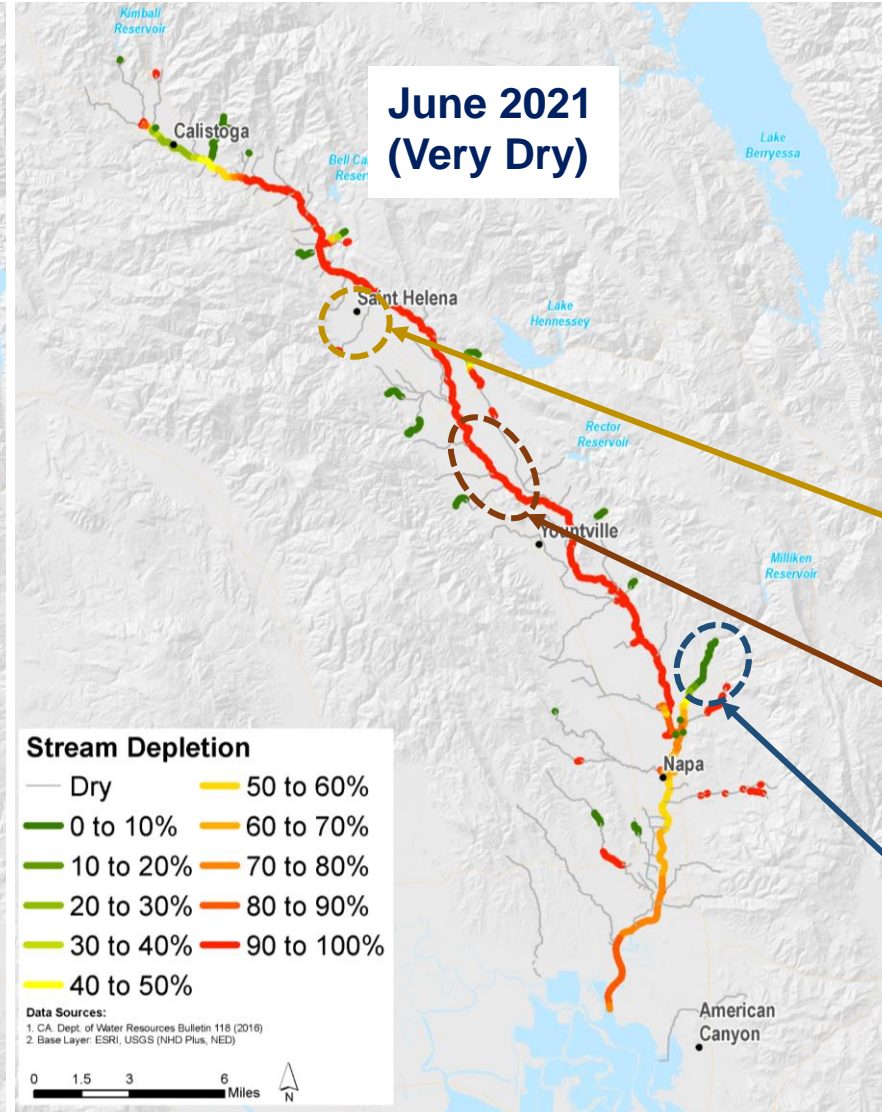 Kimball
Reservoir
June 2021
(Very Dry)
Calistoga
Lake
Berryessa
Bell Ca
Reserv
Saint Helena
Lake
Hennessey
Rector
Reservoir
Yountville
Milliken
Reservoir
Napa
American
Canyon
Stream Depletion
Dry
0 to 10%
10 to 20%
20 to 30%
30 to 40%
40 to 50%
50 to 60%
60 to 70%
70 to 80%
80 to 90%
90 to 100%
Data Sources:
1. CA. Dept. of Water Resources Bulletin 118 (2016)
2. Base Layer: ESRI, USGS (NHD Plus, NED)
0 1.5 3 6 Miles
N